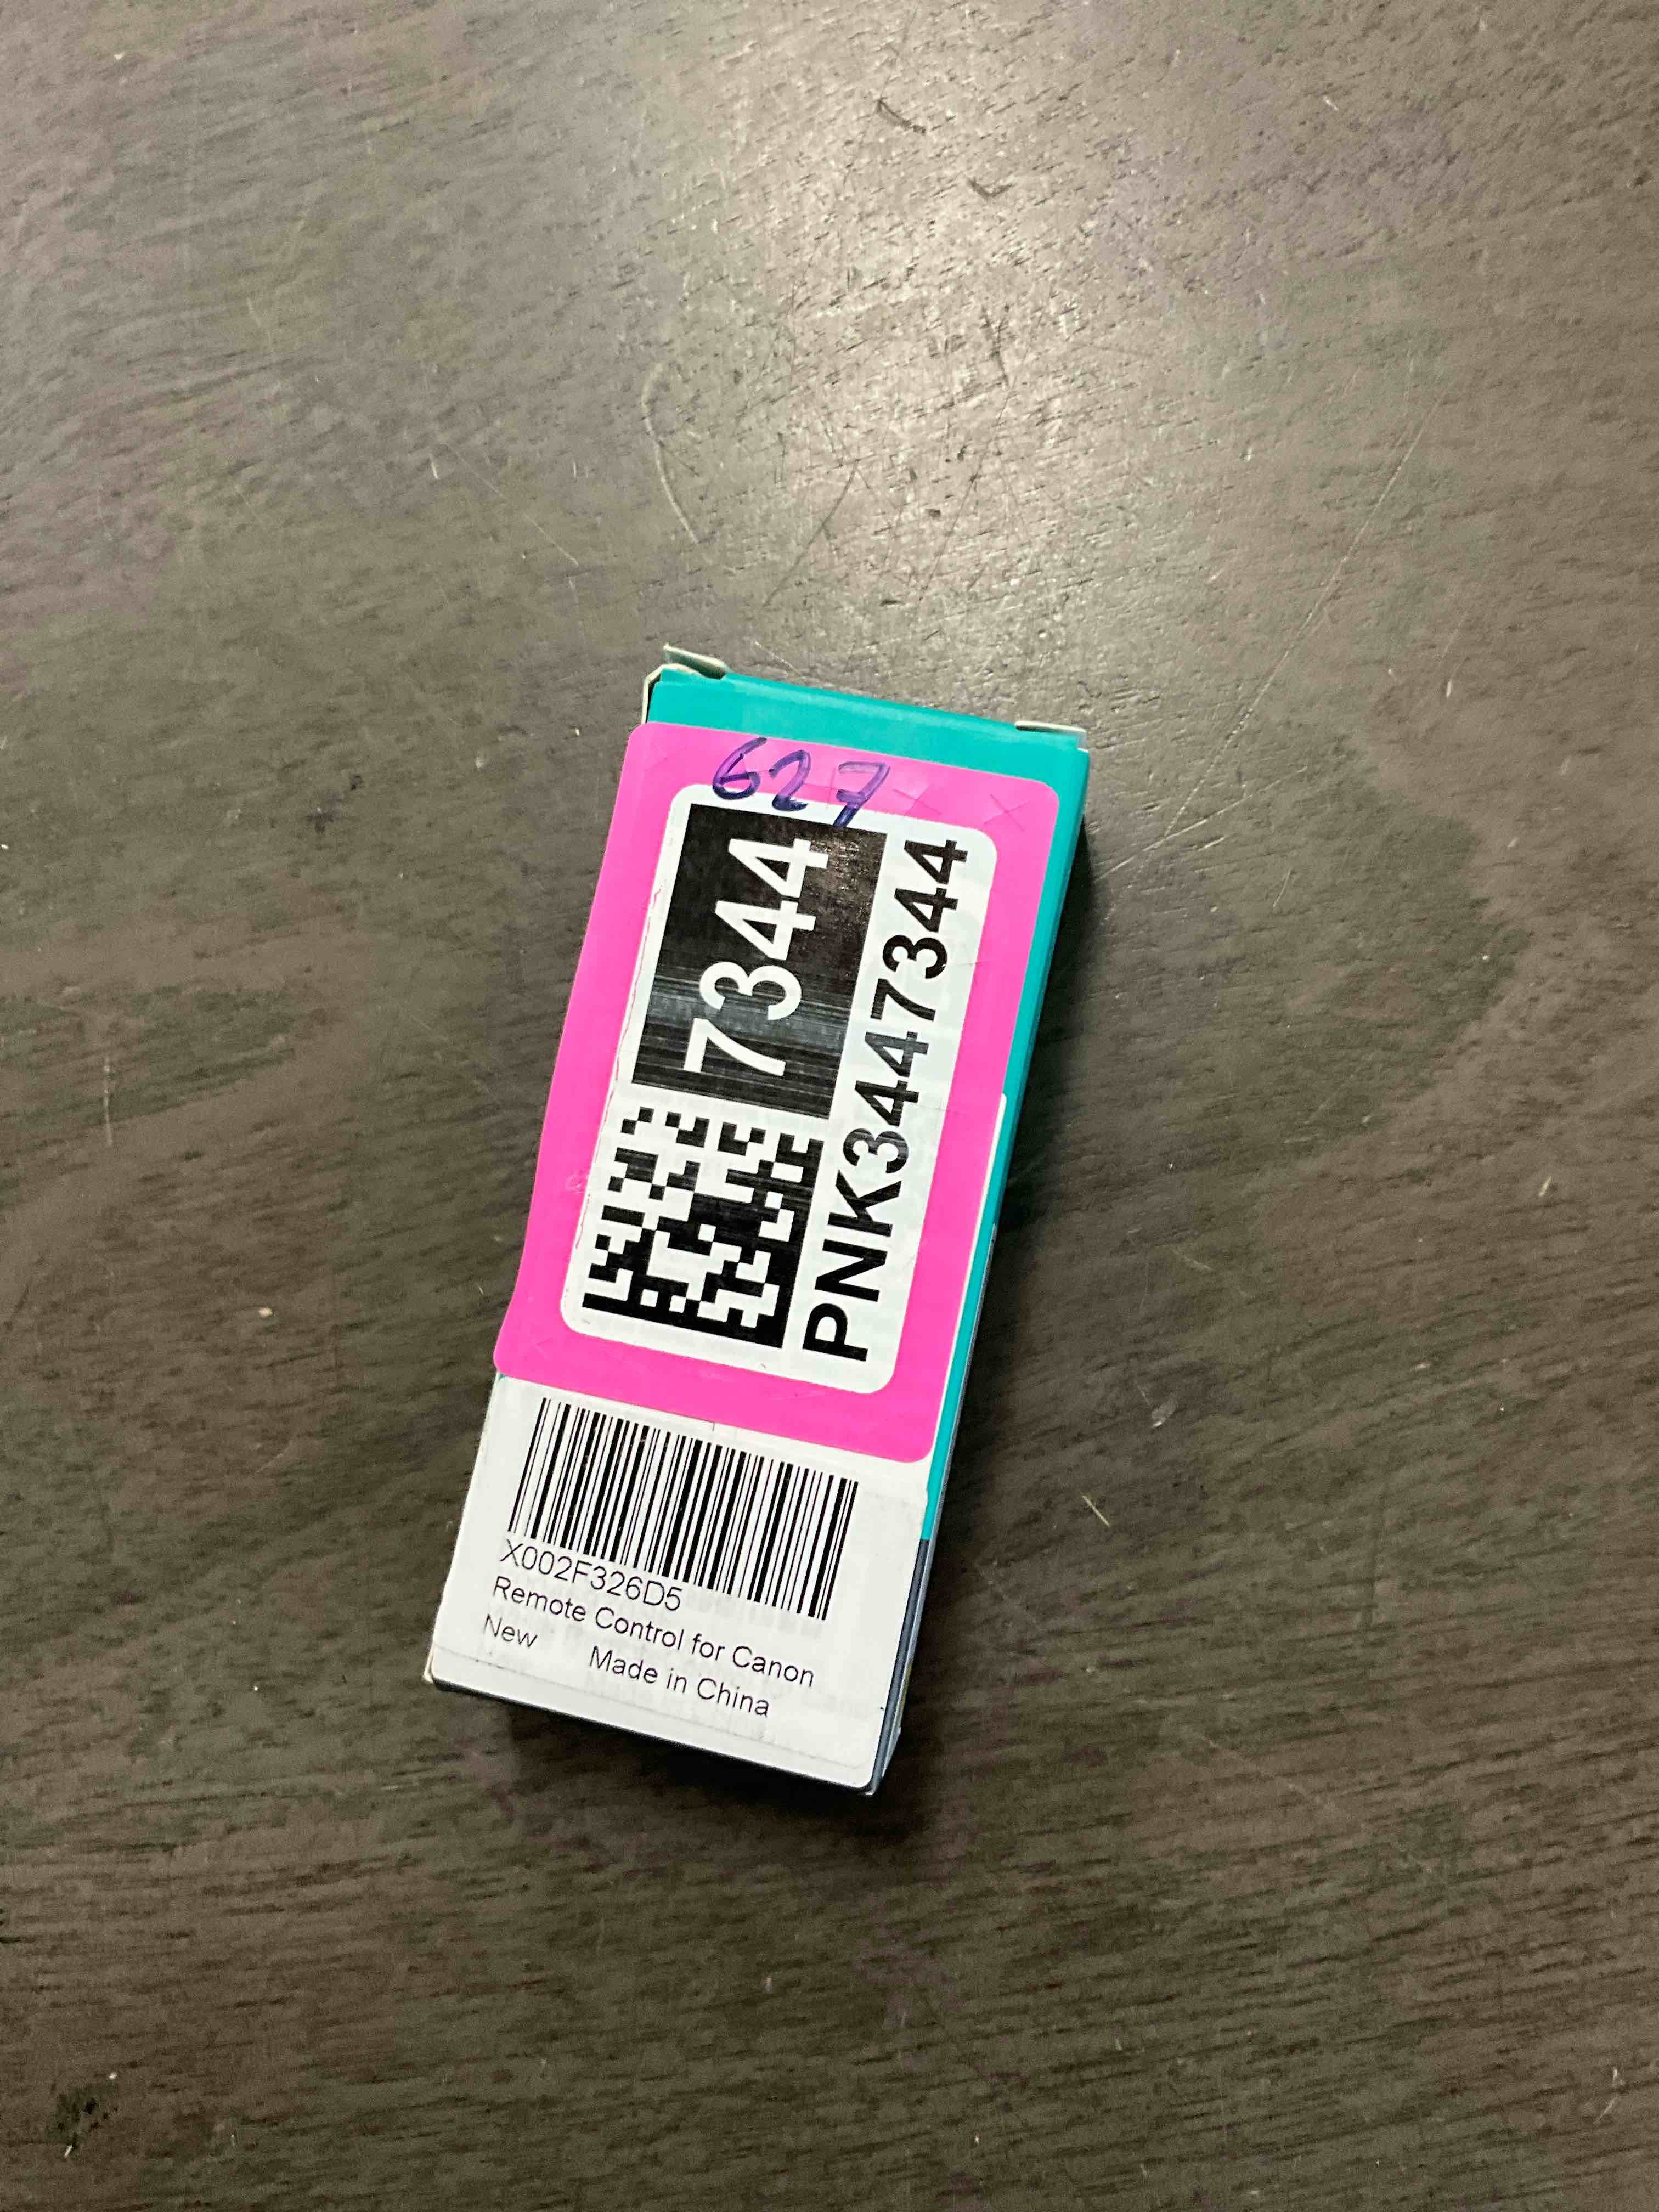 627
7344
PNK3447344
X002F326D5
Remote Control for Canon
New
Made in China